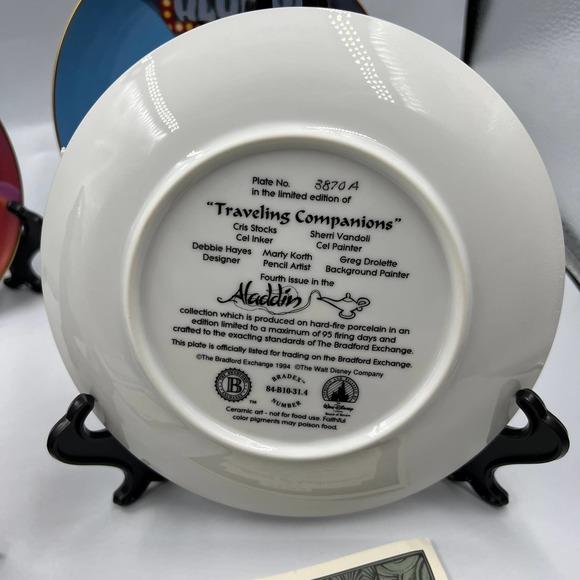 Plate No. 3870A
in the limited edition of
"Traveling Companions"
Cris Stocks Sherri Vandoli
Cel Inker Cel Painter
Debbie Hayes Marty Korth Greg Drolette
Designer Pencil Artist Background Painter
Fourth issue in the
Aladdin
collection which is produced on hard-fire porcelain in an
edition limited to a maximum of 95 firing days and
crafted to the exacting standards of The Bradford Exchange.
This plate is officially listed for trading on the Bradford Exchange.
©The Bradford Exchange 1994 ©The Walt Disney Company
B
TM
BRADEX™
84-B10-31.4
NUMBER
Walt Disney
Ceramic art - not for food use. Faithful
color pigments may poison food.